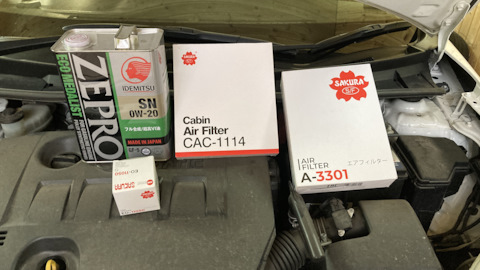 ZEPRO
ECO MEDALIST
IDEMITSU
SN
0W-20
MADE IN JAPAN
SAKURA
Cabin
Air Filter
CAC-1114
SAKURA
S/F
AIR
FILTER
エアフィルター
A-3301